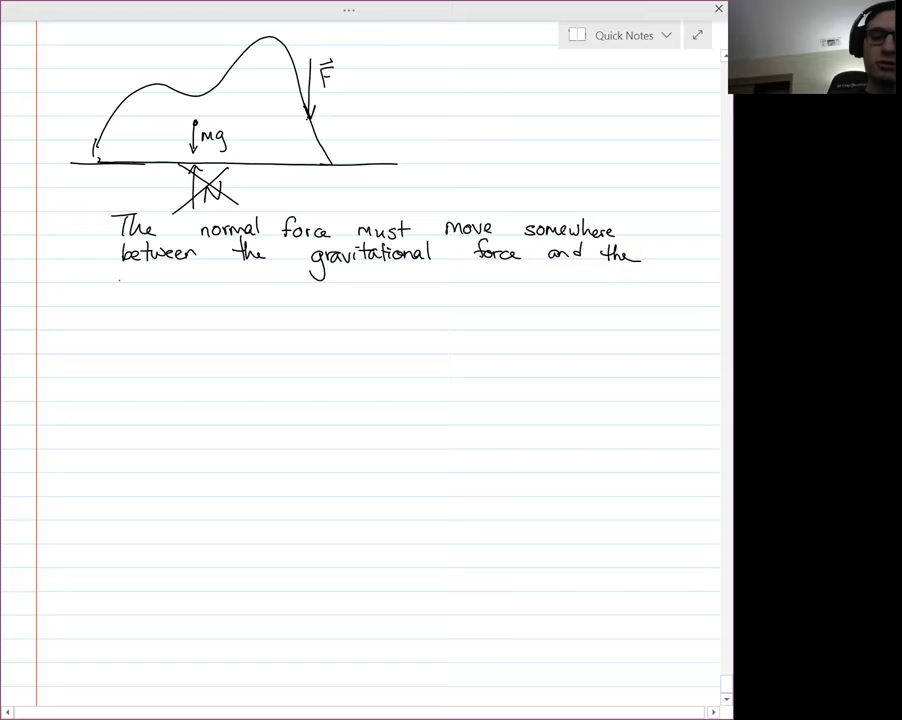 Quick Notes
F
mg
N
The normal force must move somewhere
between the gravitational force and the